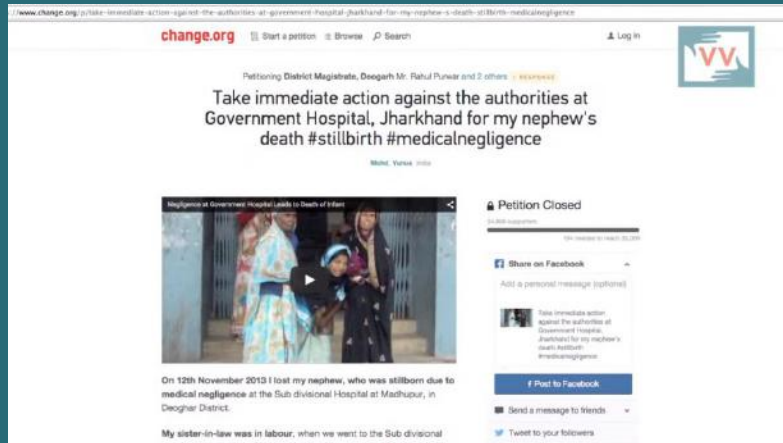 ://www.change.org/p/take-immediate-action-against-the-authorities-at-government-hospital-jharkhand-for-my-nephew-s-death-stillbirth-medicalnegligence
change.org
Start a petition
Browse
Search
Log in
VV
Petitioning District Magistrate, Deogarh Mr. Rahul Purwar and 2 others
RESPONSE
Take immediate action against the authorities at
Government Hospital, Jharkhand for my nephew's
death #stillbirth #medicalnegligence
Mohd. Yunus India
Negligence at Government Hospital Leads to Death of Infant
On 12th November 2013 I lost my nephew, who was stillborn due to
medical negligence at the Sub divisional Hospital at Madhupur, in
Deoghar District.
My sister-in-law was in labour, when we went to the Sub divisional
Petition Closed
supporters
needed to reach
Share on Facebook
Add a personal message (optional)
Take immediate action
against the authorities at
Government Hospital,
Jharkhand for my nephew's
death #stillbirth
#medicalnegligence
f Post to Facebook
Send a message to friends
Tweet to your followers